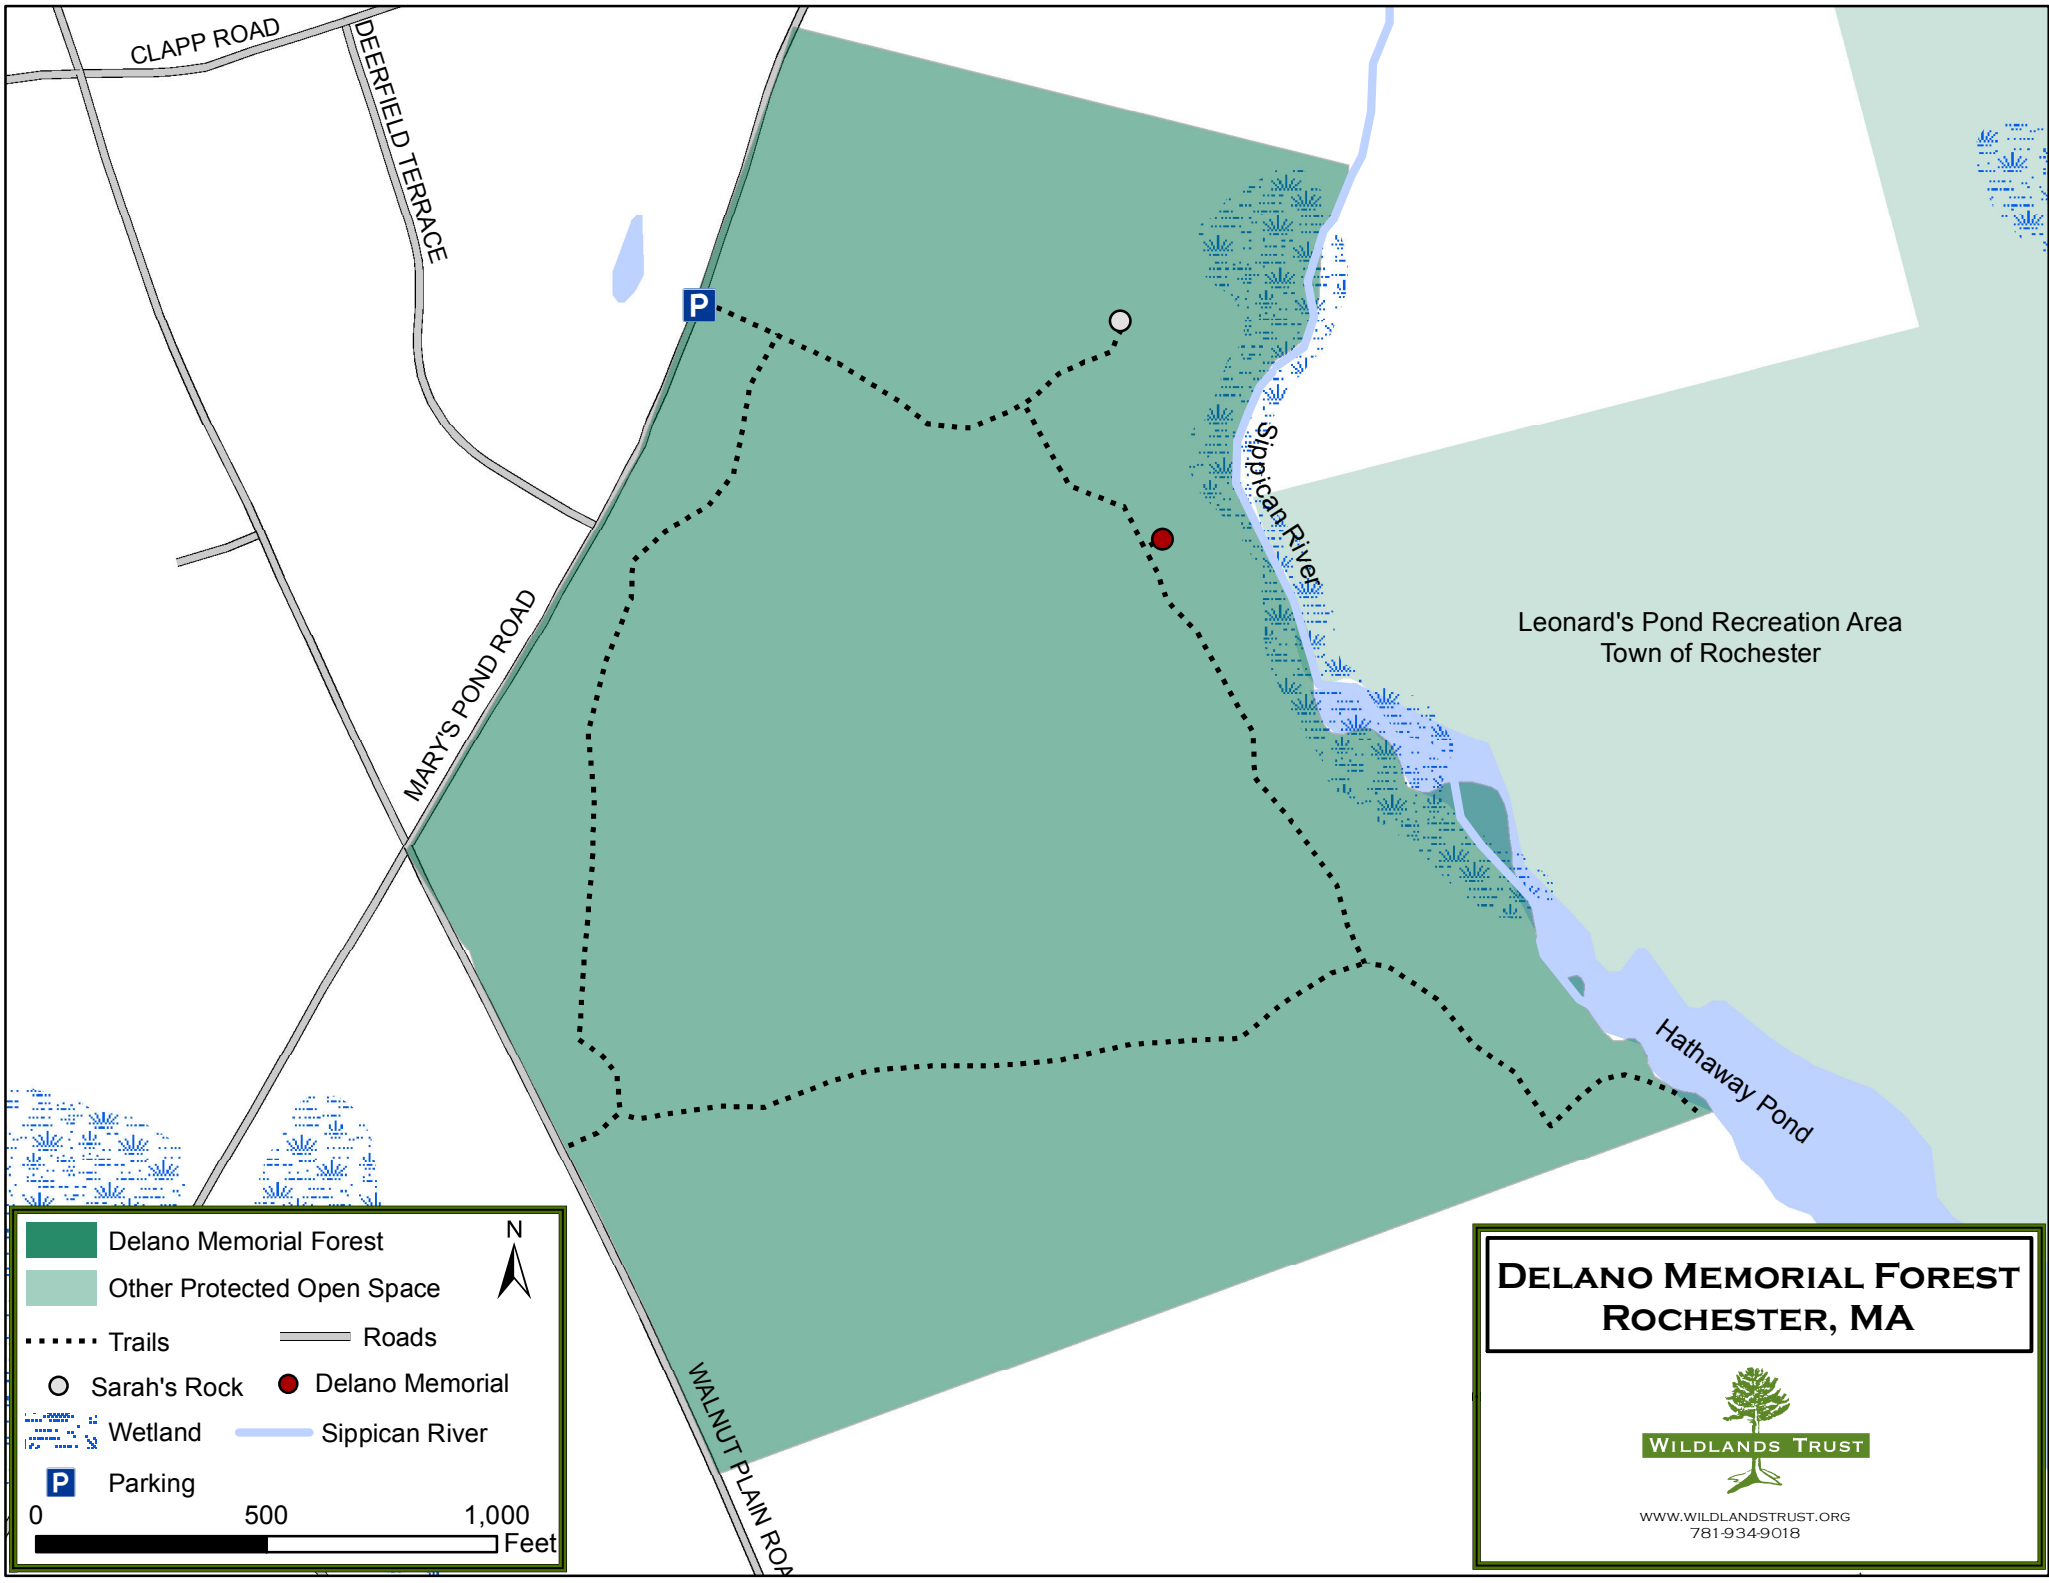 CLAPP ROAD
DEERFIELD TERRACE
P
Sippican River
MARY'S POND ROAD
Leonard's Pond Recreation Area
Town of Rochester
Hathaway Pond
WALNUT PLAIN ROA
Delano Memorial Forest
N
Other Protected Open Space
Trails
Roads
Sarah's Rock
Delano Memorial
Wetland
Sippican River
P
Parking
0
500
1,000
Feet
DELANO MEMORIAL FOREST
ROCHESTER, MA
WILDLANDS TRUST
WWW.WILDLANDSTRUST.ORG
781-934-9018